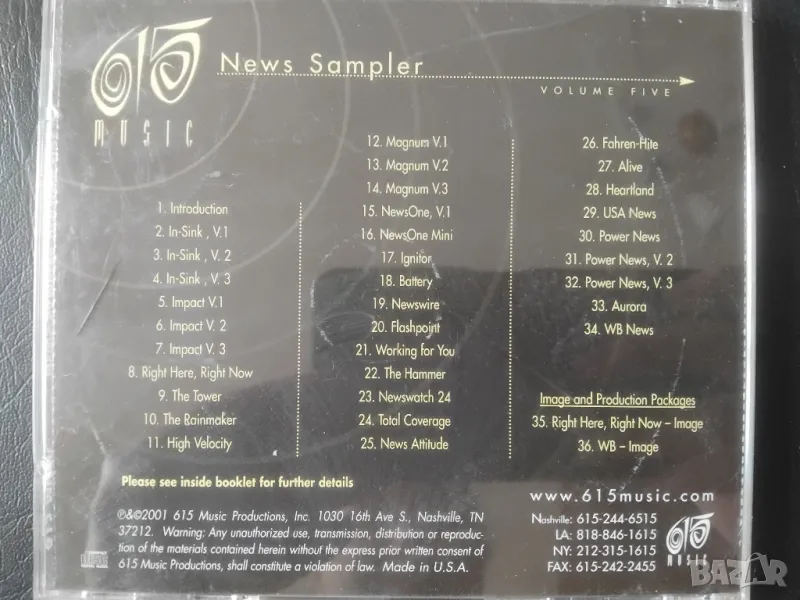 615
MUSIC
News Sampler
VOLUME FIVE
1. Introduction
2. In-Sink , V.1
3. In-Sink , V. 2
4. In-Sink , V. 3
5. Impact V.1
6. Impact V. 2
7. Impact V. 3
8. Right Here, Right Now
9. The Tower
10. The Rainmaker
11. High Velocity
12. Magnum V.1
13. Magnum V.2
14. Magnum V.3
15. NewsOne, V.1
16. NewsOne Mini
17. Ignitor
18. Battery
19. Newswire
20. Flashpoint
21. Working for You
22. The Hammer
23. Newswatch 24
24. Total Coverage
25. News Attitude
26. Fahren-Hite
27. Alive
28. Heartland
29. USA News
30. Power News
31. Power News, V. 2
32. Power News, V. 3
33. Aurora
34. WB News
Image and Production Packages
35. Right Here, Right Now – Image
36. WB – Image
Please see inside booklet for further details
℗&©2001 615 Music Productions, Inc. 1030 16th Ave S., Nashville, TN
37212. Warning; Any unauthorized use, transmission, distribution or reproduc-
tion of the materials contained herein without the express prior written consent of
615 Music Productions, shall constitute a violation of law. Made in U.S.A.
www.615music.com
Nashville: 615-244-6515
LA: 818-846-1615
NY: 212-315-1615
FAX: 615-242-2455
615
MUSIC
BAZAR